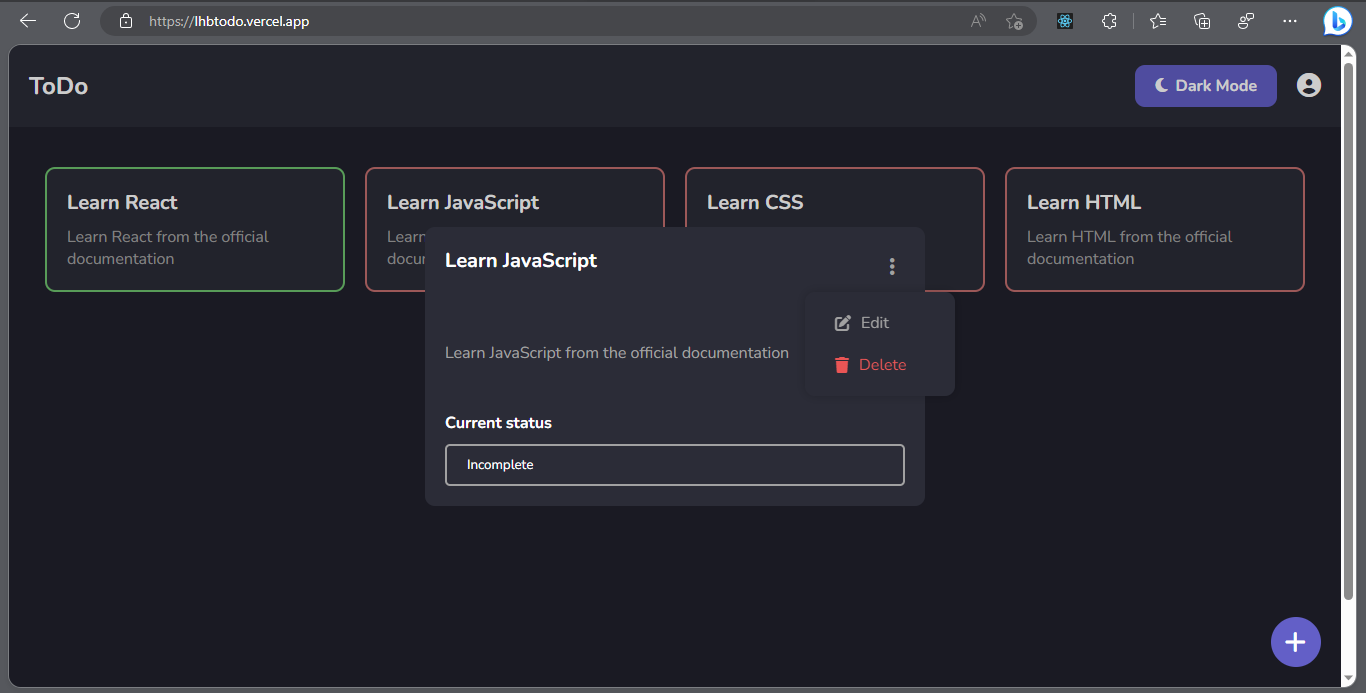 https://lhbtodo.vercel.app
ToDo
Dark Mode
Learn React
Learn React from the official
documentation
Learn JavaScript
Learn
docu
Learn CSS
Learn HTML
Learn HTML from the official
documentation
Learn JavaScript
Edit
Delete
Learn JavaScript from the official documentation
Current status
Incomplete